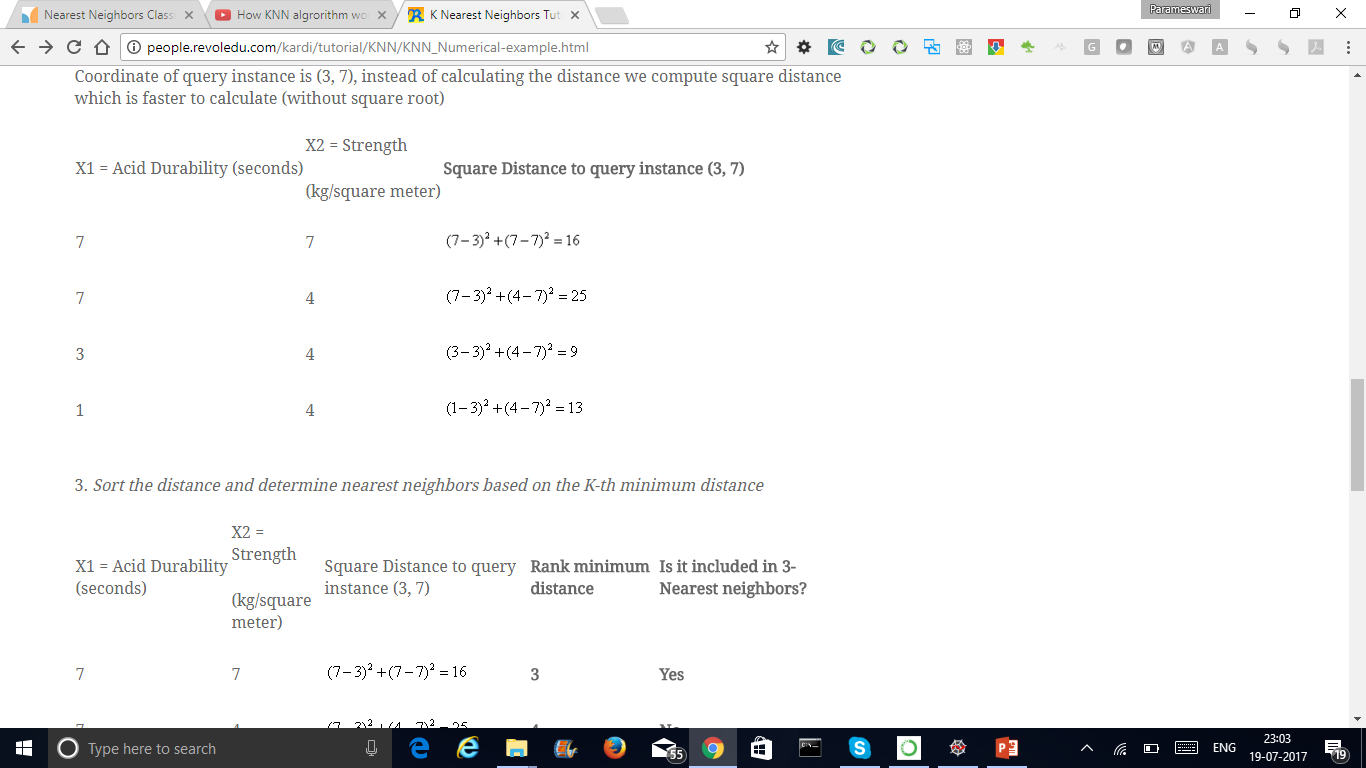 Parameswari
Nearest Neighbors Class
How KNN algrorithm wo
K Nearest Neighbors Tut
people.revoledu.com/kardi/tutorial/KNN/KNN_Numerical-example.html
Coordinate of query instance is (3, 7), instead of calculating the distance we compute square distance
which is faster to calculate (without square root)
X2 = Strength
X1 = Acid Durability (seconds)
Square Distance to query instance (3, 7)
(kg/square meter)
7 7 (7–3)² +(7–7)² = 16
7 4 (7–3)² +(4–7)² = 25
3 4 (3–3)² +(4–7)² = 9
1 4 (1–3)² +(4–7)² = 13
3. Sort the distance and determine nearest neighbors based on the K-th minimum distance
X2 =
Strength
X1 = Acid Durability
(seconds)
(kg/square
meter)
Square Distance to query
instance (3, 7)
Rank minimum
distance
Is it included in 3-
Nearest neighbors?
7 7 (7–3)² +(7–7)² = 16 3 Yes
Type here to search
55
ENG
23:03
19-07-2017
19